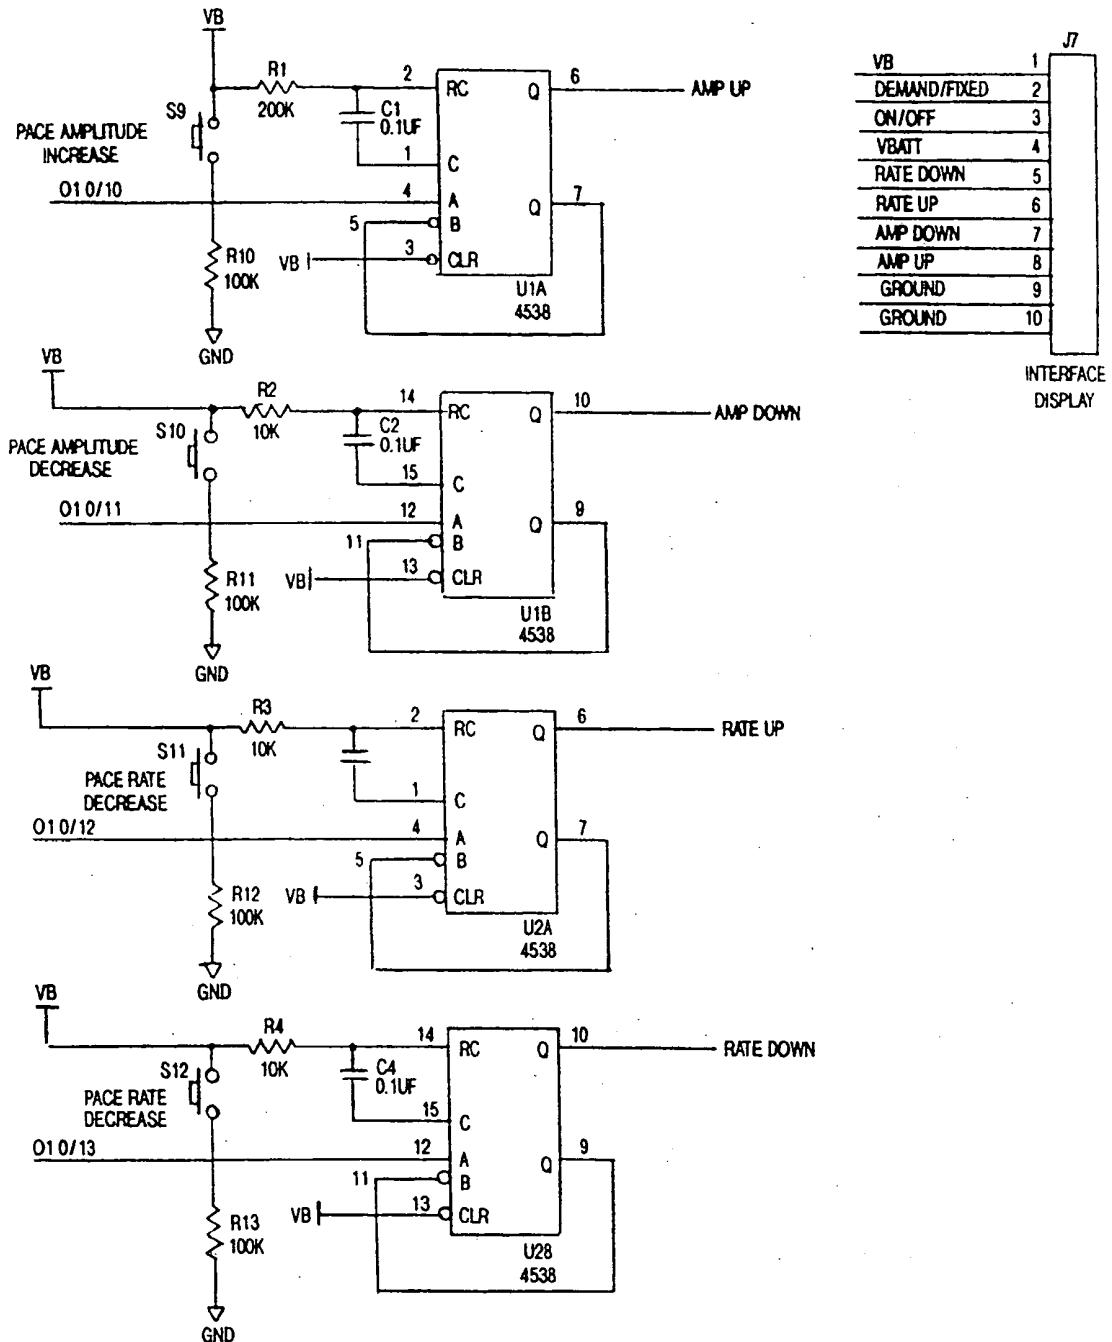 VB
R1
200K
2
RC
Q
6
AMP UP
S9
C1
0.1UF
PACE AMPLITUDE
INCREASE
1
C
O1 0/10
4
A
Q
7
5
B
VB
3
CLR
R10
100K
U1A
4538
GND
J7
VB 1
DEMAND/FIXED 2
ON/OFF 3
VBATT 4
RATE DOWN 5
RATE UP 6
AMP DOWN 7
AMP UP 8
GROUND 9
GROUND 10
INTERFACE
DISPLAY
VB
R2
10K
14
RC
Q
10
AMP DOWN
S10
C2
0.1UF
PACE AMPLITUDE
DECREASE
15
C
O1 0/11
12
A
Q
9
11
B
VB
13
CLR
R11
100K
U1B
4538
GND
VB
R3
10K
2
RC
Q
6
RATE UP
S11
PACE RATE
DECREASE
1
C
O1 0/12
4
A
Q
7
5
B
VB
3
CLR
R12
100K
U2A
4538
GND
VB
R4
10K
14
RC
Q
10
RATE DOWN
S12
C4
0.1UF
PACE RATE
DECREASE
15
C
O1 0/13
12
A
Q
9
11
B
VB
13
CLR
R13
100K
U28
4538
GND